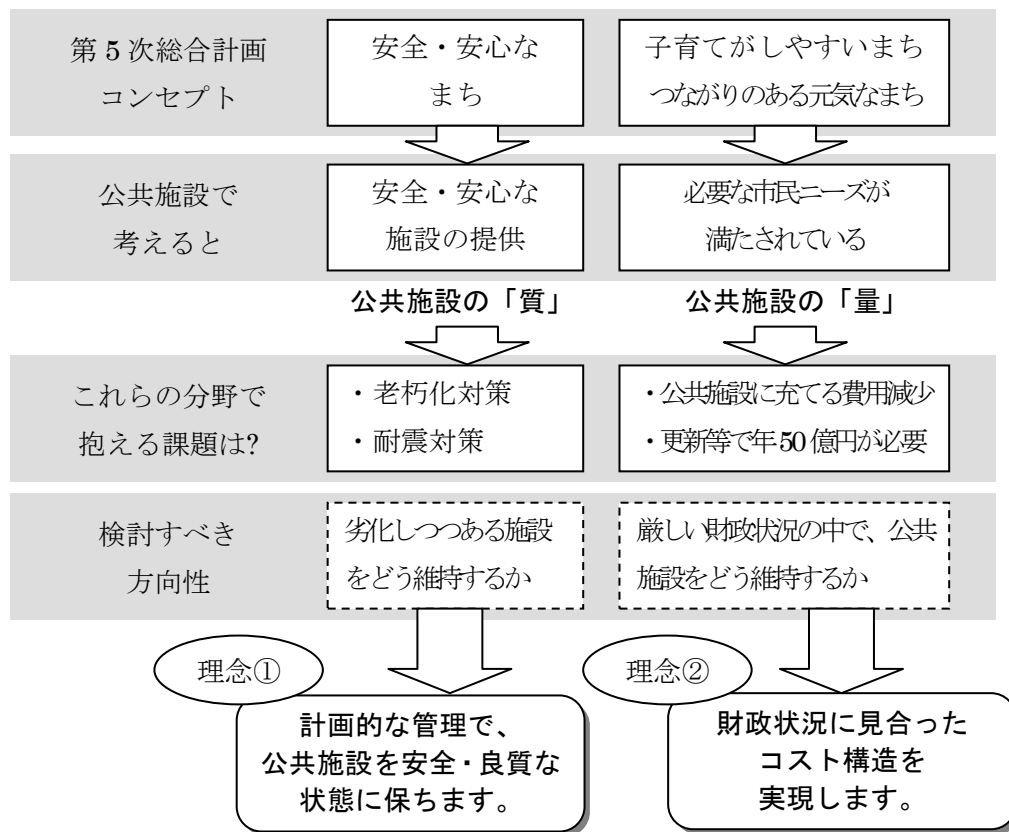 第5次総合計画
コンセプト
安全・安心な
まち
子育てがしやすいまち
つながりのある元気なまち
公共施設で
考えると
安全・安心な
施設の提供
必要な市民ニーズが
満たされている
公共施設の「質」
公共施設の「量」
これらの分野で
抱える課題は?
・老朽化対策
・耐震対策
・公共施設に充てる費用減少
・更新等で年50億円が必要
検討すべき
方向性
劣化しつつある施設
をどう維持するか
厳しい財政状況の中で、公共
施設をどう維持するか
理念①
計画的な管理で、
公共施設を安全・良質な
状態に保ちます。
理念②
財政状況に見合った
コスト構造を
実現します。